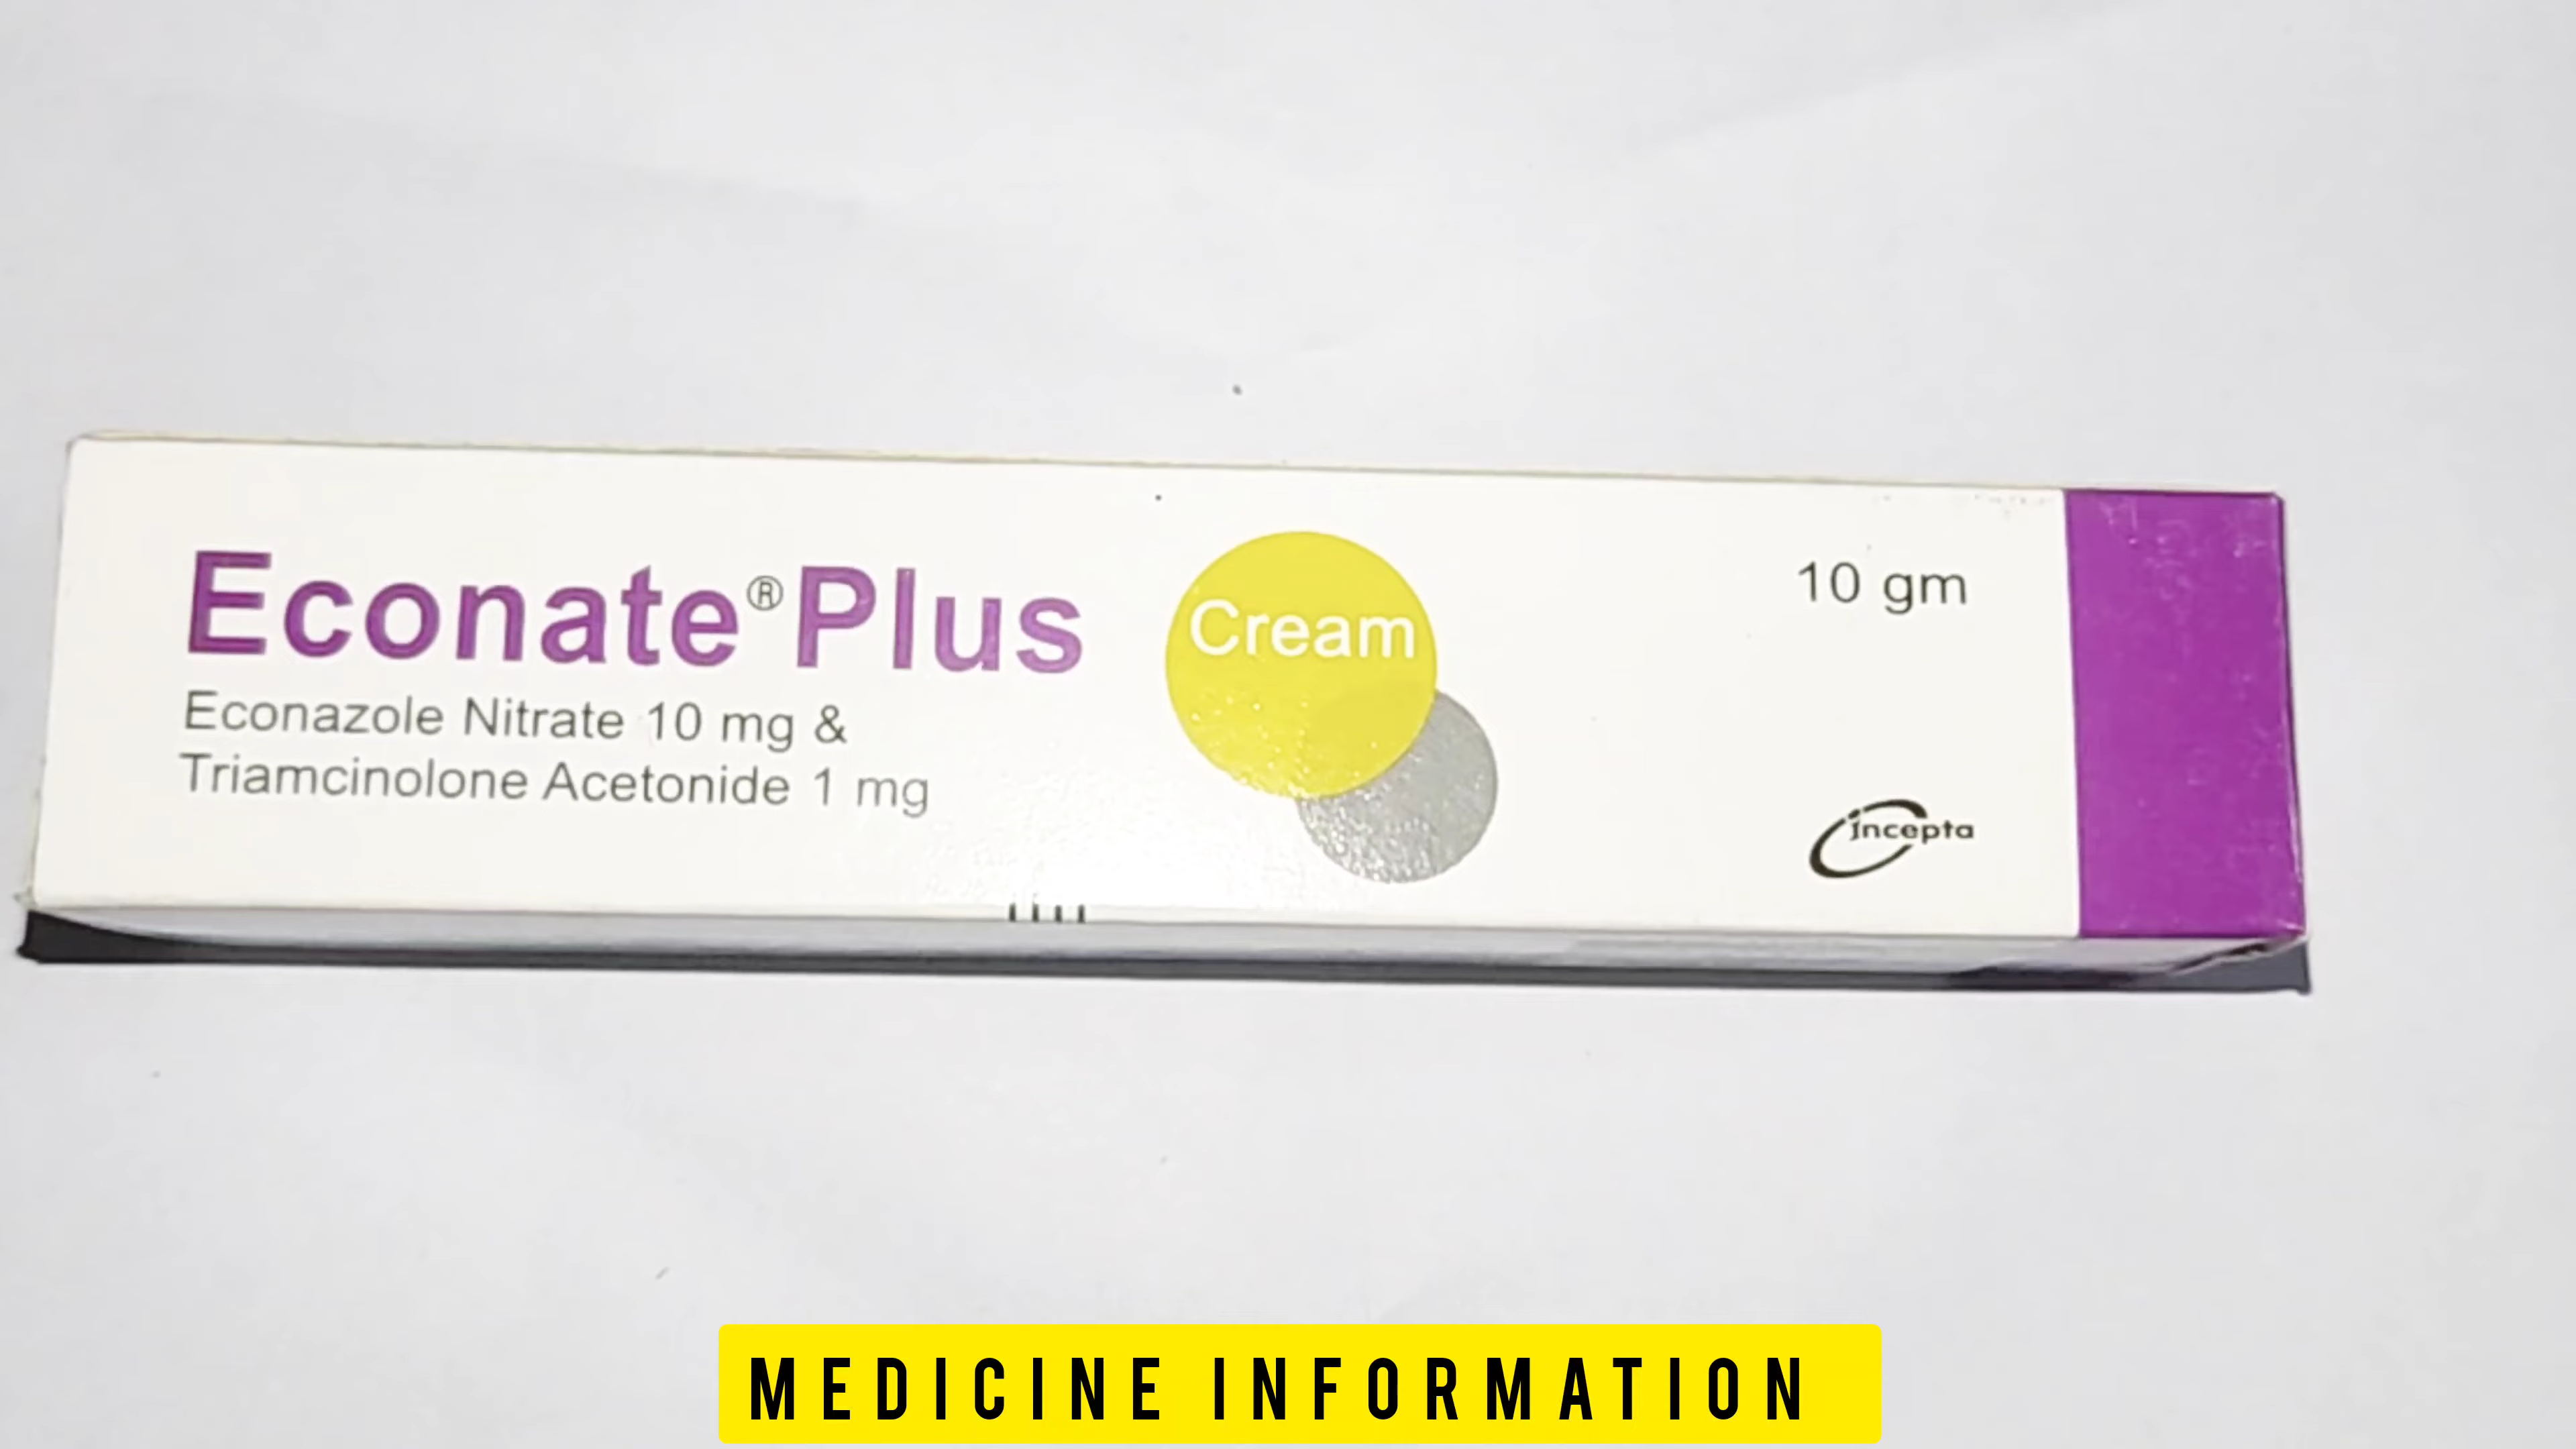 Econate® Plus
Cream
10 gm
Econazole Nitrate 10 mg &
Triamcinolone Acetonide 1 mg
incepta
MEDICINE INFORMATION